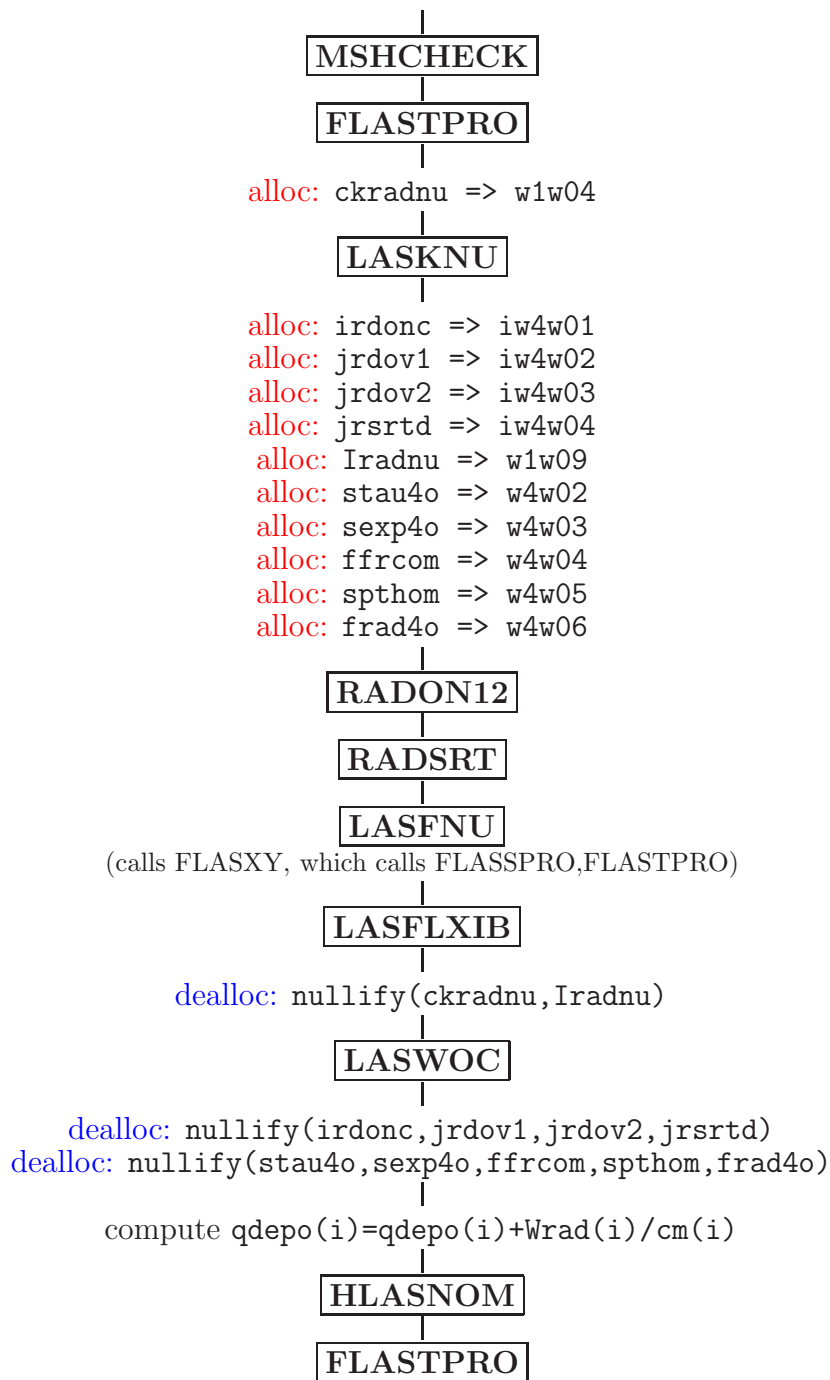 MSHCHECK
FLASTPRO
alloc: ckradnu => w1w04
LASKNU
alloc: irdonc => iw4w01
alloc: jrdov1 => iw4w02
alloc: jrdov2 => iw4w03
alloc: jrsrtd => iw4w04
alloc: Iradnu => w1w09
alloc: stau4o => w4w02
alloc: sexp4o => w4w03
alloc: ffrcom => w4w04
alloc: spthom => w4w05
alloc: frad4o => w4w06
RADON12
RADSRT
LASFNU
(calls FLASXY, which calls FLASSPRO,FLASTPRO)
LASFLXIB
dealloc: nullify(ckradnu,Iradnu)
LASWOC
dealloc: nullify(irdonc,jrdov1,jrdov2,jrsrtd)
dealloc: nullify(stau4o,sexp4o,ffrcom,spthom,frad4o)
compute qdepo(i)=qdepo(i)+Wrad(i)/cm(i)
HLASNOM
FLASTPRO